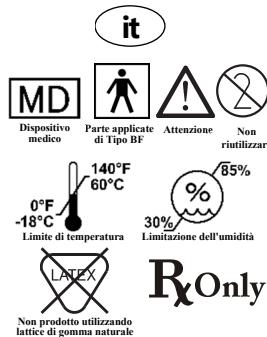 it
MD
Dispositivo
medico
Parte applicate
di Tipo BF
Attenzione
2
Non
riutilizzar
140°F
60°C
0°F
-18°C
Limite di temperatura
85%
%
30%
Limitazione dell'umidità
LATEX
Non prodotto utilizzando
lattice di gomma naturale
Rx Only